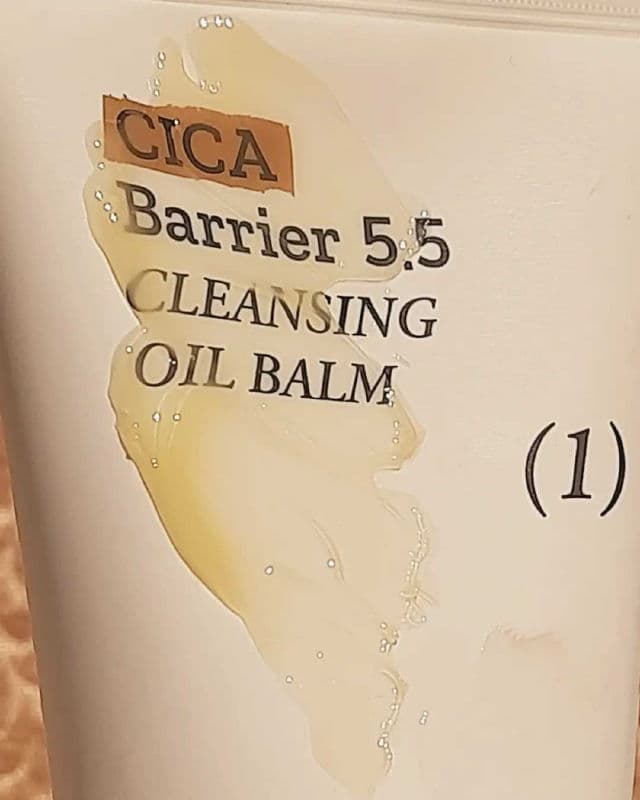 CICA
Barrier 5.5
CLEANSING
OIL BALM
(1)